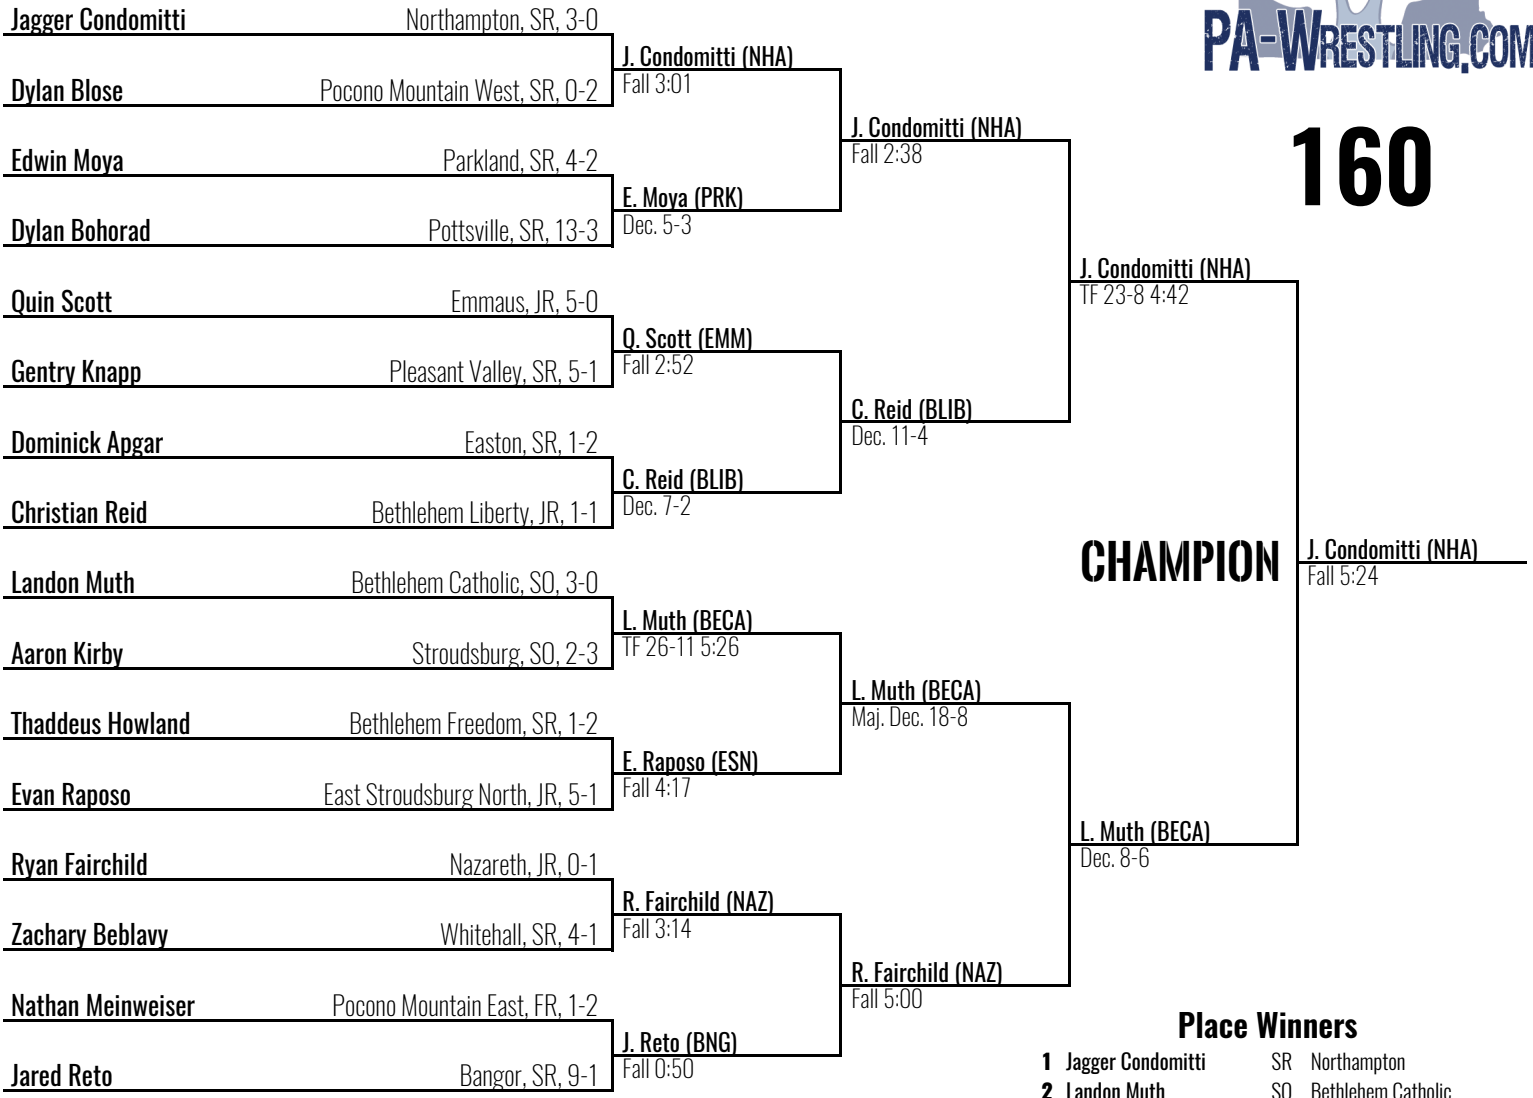 PA-WRESTLING.COM
160
Jagger Condomitti Northampton, SR, 3-0
Dylan Blose Pocono Mountain West, SR, 0-2
Edwin Moya Parkland, SR, 4-2
Dylan Bohorad Pottsville, SR, 13-3
Quin Scott Emmaus, JR, 5-0
Gentry Knapp Pleasant Valley, SR, 5-1
Dominick Apgar Easton, SR, 1-2
Christian Reid Bethlehem Liberty, JR, 1-1
Landon Muth Bethlehem Catholic, SO, 3-0
Aaron Kirby Stroudsburg, SO, 2-3
Thaddeus Howland Bethlehem Freedom, SR, 1-2
Evan Raposo East Stroudsburg North, JR, 5-1
Ryan Fairchild Nazareth, JR, 0-1
Zachary Beblavy Whitehall, SR, 4-1
Nathan Meinweiser Pocono Mountain East, FR, 1-2
Jared Reto Bangor, SR, 9-1
J. Condomitti (NHA)
Fall 3:01
E. Moya (PRK)
Dec. 5-3
Q. Scott (EMM)
Fall 2:52
C. Reid (BLIB)
Dec. 7-2
L. Muth (BECA)
TF 26-11 5:26
E. Raposo (ESN)
Fall 4:17
R. Fairchild (NAZ)
Fall 3:14
J. Reto (BNG)
Fall 0:50
J. Condomitti (NHA)
Fall 2:38
C. Reid (BLIB)
Dec. 11-4
L. Muth (BECA)
Maj. Dec. 18-8
R. Fairchild (NAZ)
Fall 5:00
J. Condomitti (NHA)
TF 23-8 4:42
L. Muth (BECA)
Dec. 8-6
CHAMPION
J. Condomitti (NHA)
Fall 5:24
Place Winners
1 Jagger Condomitti SR Northampton
2 Landon Muth SO Bethlehem Catholic